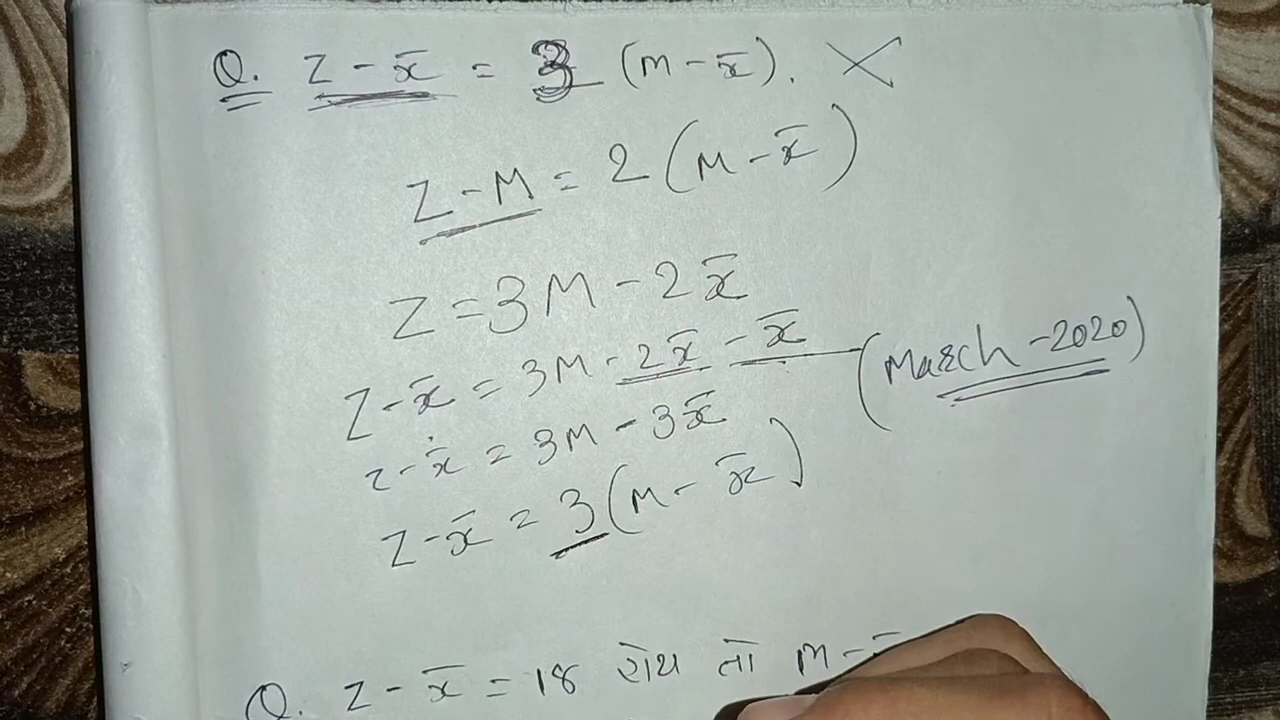 Q. z - x̄ = 3 (m - x̄). ×
Z - M = 2 (M - x̄)
Z = 3M - 2x̄
Z - x̄ = 3M - 2x̄ - x̄ (March - 2020)
z - x̄ = 3M - 3x̄
Z - x̄ = 3 (M - x̄)
Q. Z - x̄ = 18 હોય તો M -